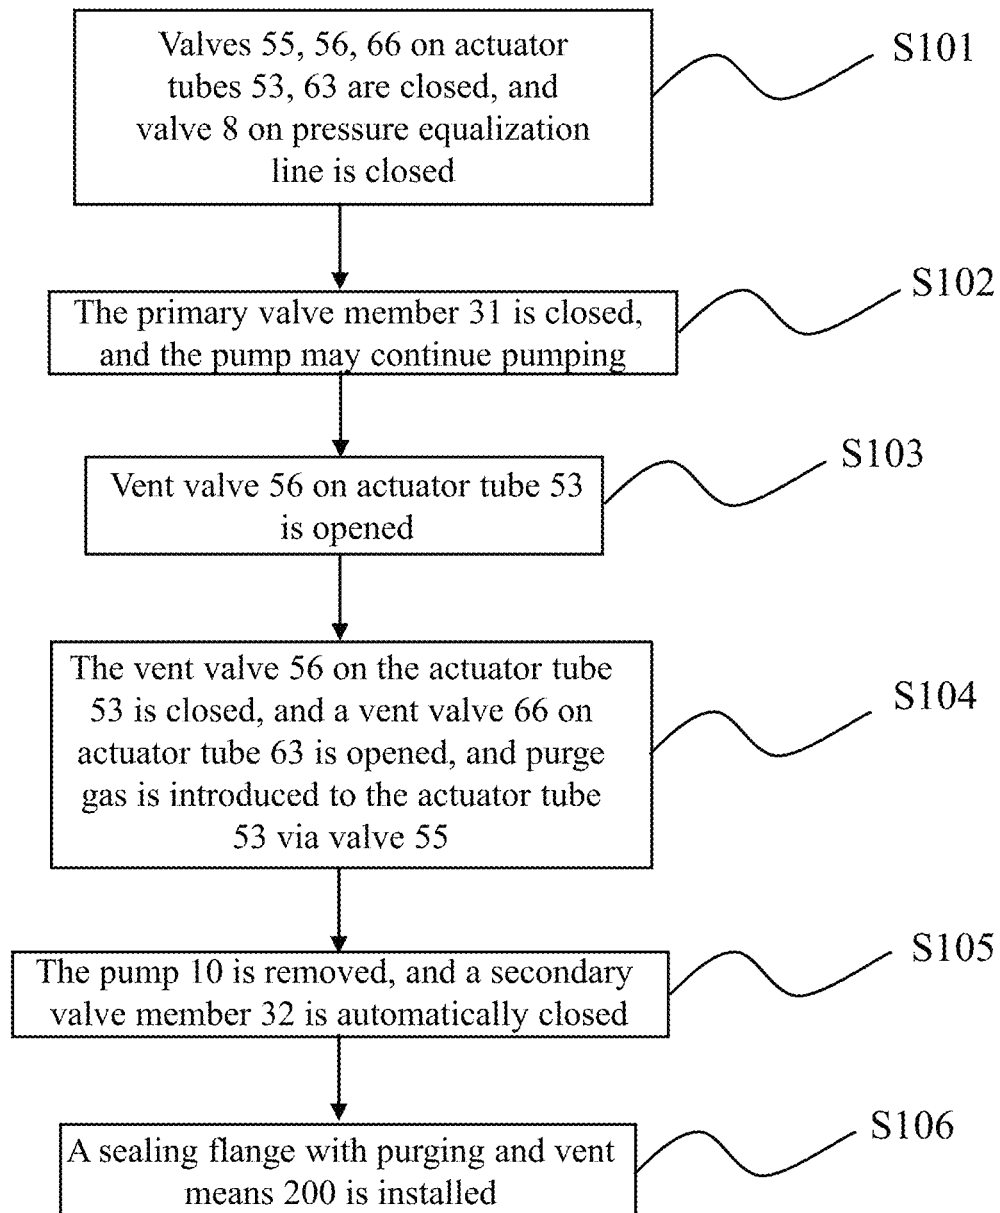 Valves 55, 56, 66 on actuator
tubes 53, 63 are closed, and
valve 8 on pressure equalization
line is closed
S101
The primary valve member 31 is closed,
and the pump may continue pumping
S102
Vent valve 56 on actuator tube 53
is opened
S103
The vent valve 56 on the actuator tube
53 is closed, and a vent valve 66 on
actuator tube 63 is opened, and purge
gas is introduced to the actuator tube
53 via valve 55
S104
The pump 10 is removed, and a secondary
valve member 32 is automatically closed
S105
A sealing flange with purging and vent
means 200 is installed
S106